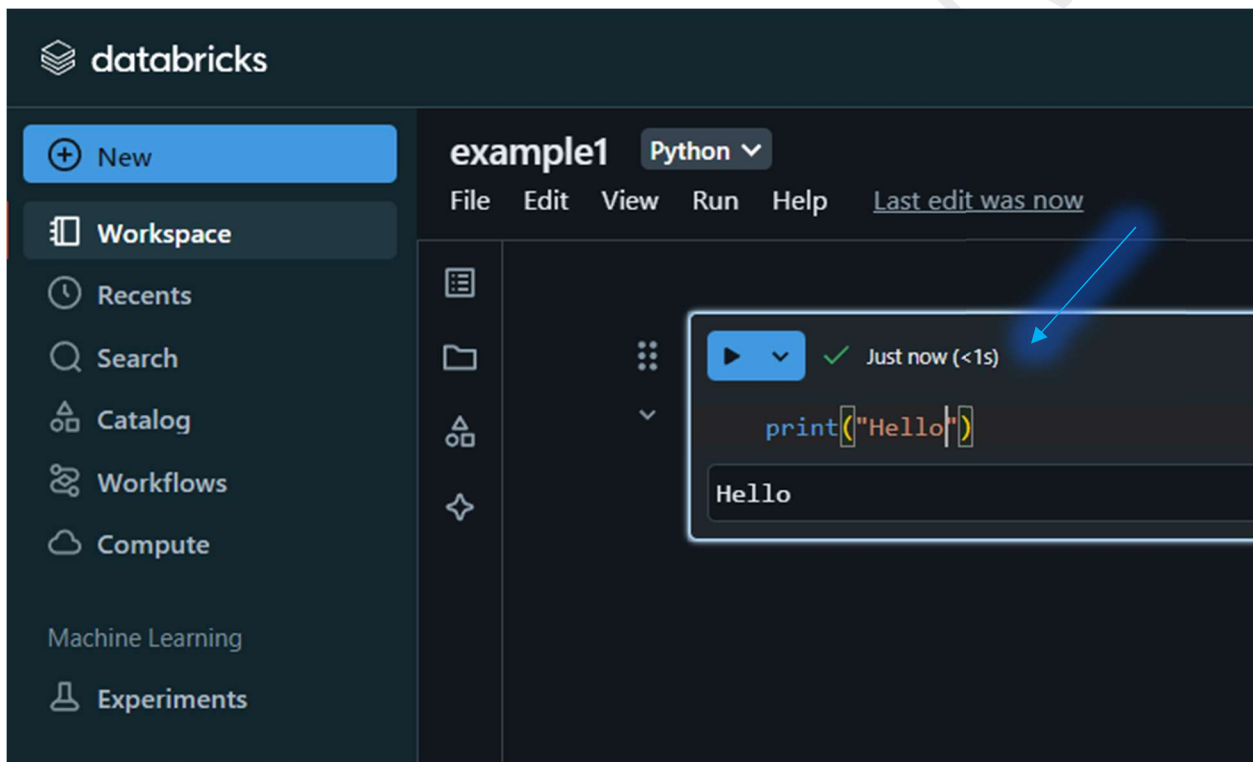 databricks
New
Workspace
Recents
Search
Catalog
Workflows
Compute
Machine Learning
Experiments
example1 Python
File Edit View Run Help Last edit was now
Just now (<1s)
print("Hello")
Hello